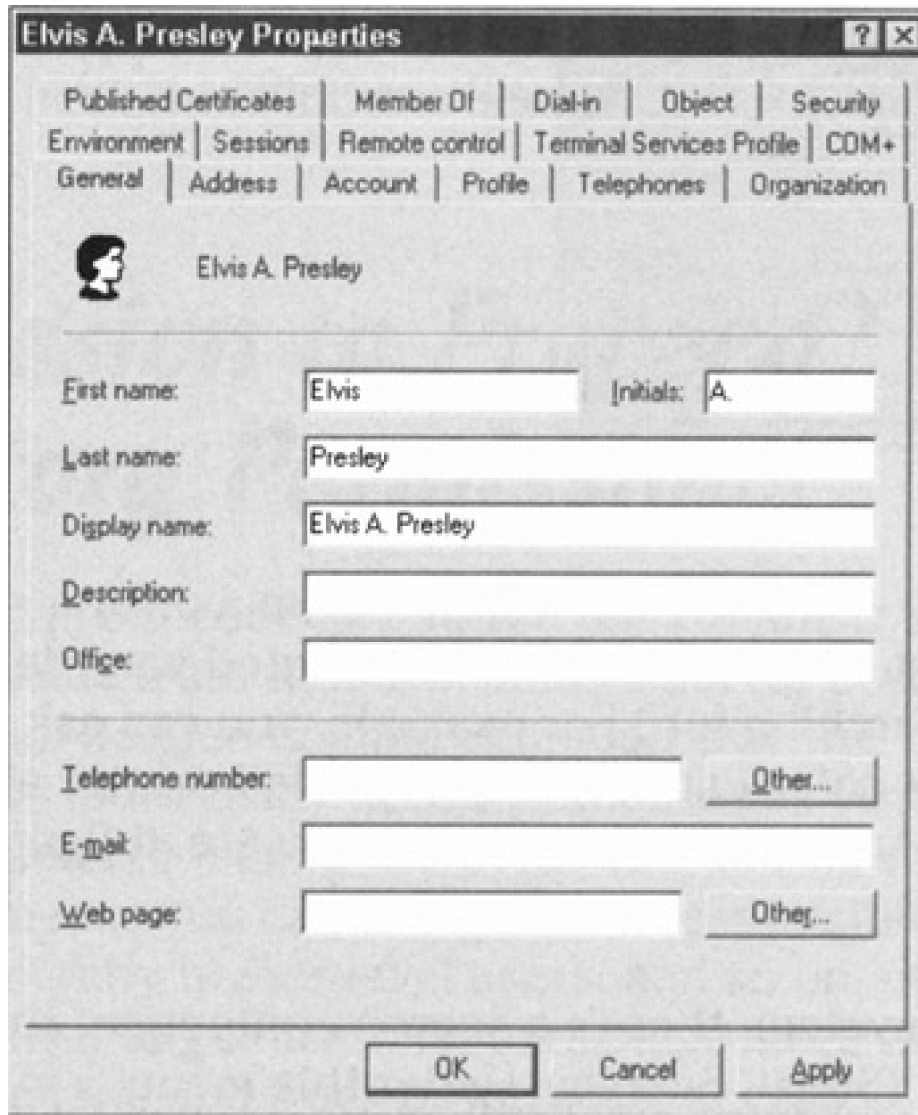 Elvis A. Presley Properties
Published Certificates Member Of Dial-in Object Security
Environment Sessions Remote control Terminal Services Profile COM+
General Address Account Profile Telephones Organization
Elvis A. Presley
First name: Elvis Initials: A.
Last name: Presley
Display name: Elvis A. Presley
Description:
Office:
Telephone number: Other...
E-mail:
Web page: Other...
OK Cancel Apply